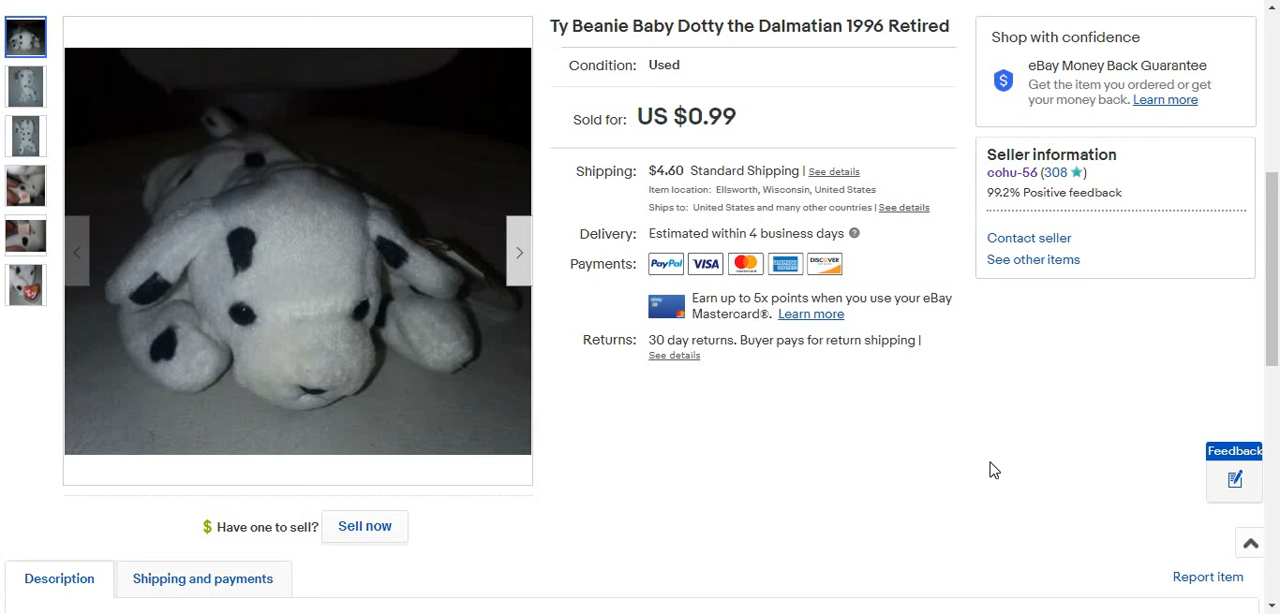 Ty Beanie Baby Dotty the Dalmatian 1996 Retired
Condition: Used
Sold for: US $0.99
Shipping: $4.60 Standard Shipping | See details
Item location: Ellsworth, Wisconsin, United States
Ships to: United States and many other countries | See details
Delivery: Estimated within 4 business days
Payments: PayPal VISA mastercard AMERICAN EXPRESS DISCOVER
Earn up to 5x points when you use your eBay
Mastercard®. Learn more
Returns: 30 day returns. Buyer pays for return shipping |
See details
Shop with confidence
eBay Money Back Guarantee
Get the item you ordered or get
your money back. Learn more
Seller information
cohu-56 (308 ★)
99.2% Positive feedback
Contact seller
See other items
Feedback
$ Have one to sell? Sell now
Description
Shipping and payments
Report item